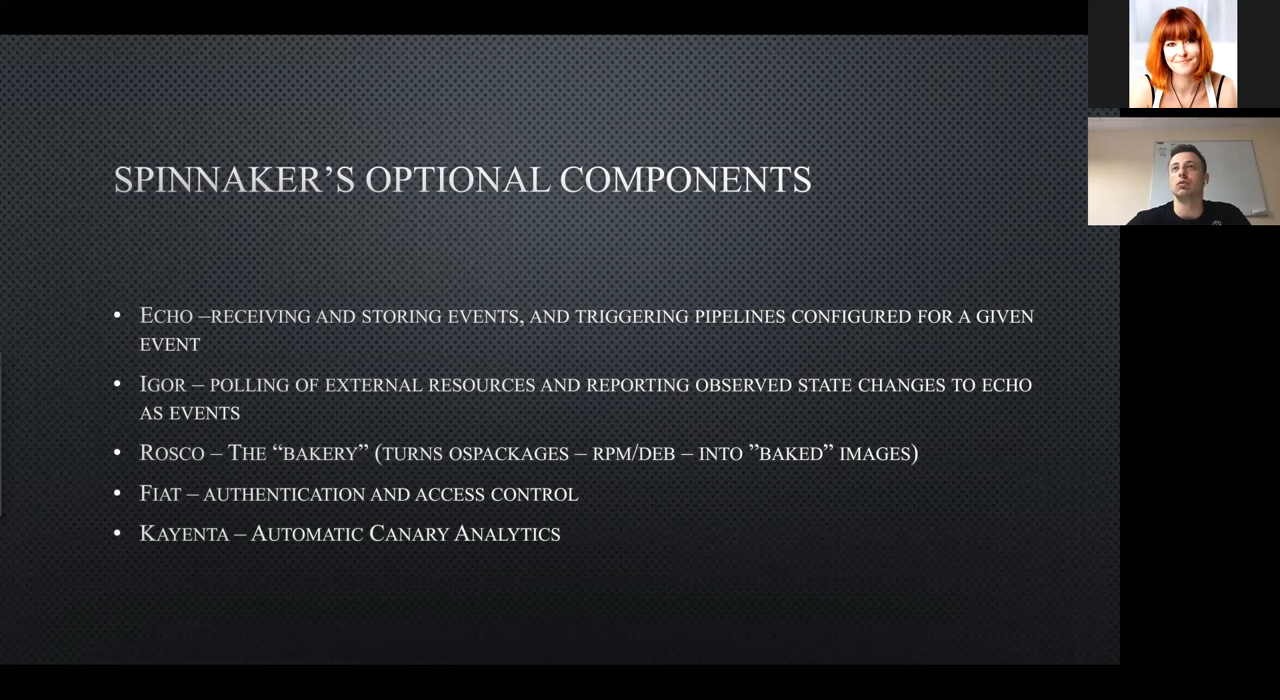 SPINNAKER’S OPTIONAL COMPONENTS
• ECHO –RECEIVING AND STORING EVENTS, AND TRIGGERING PIPELINES CONFIGURED FOR A GIVEN
EVENT
• IGOR – POLLING OF EXTERNAL RESOURCES AND REPORTING OBSERVED STATE CHANGES TO ECHO
AS EVENTS
• ROSCO – THE “BAKERY” (TURNS OSPACKAGES – RPM/DEB – INTO ”BAKED” IMAGES)
• FIAT – AUTHENTICATION AND ACCESS CONTROL
• KAYENTA – AUTOMATIC CANARY ANALYTICS